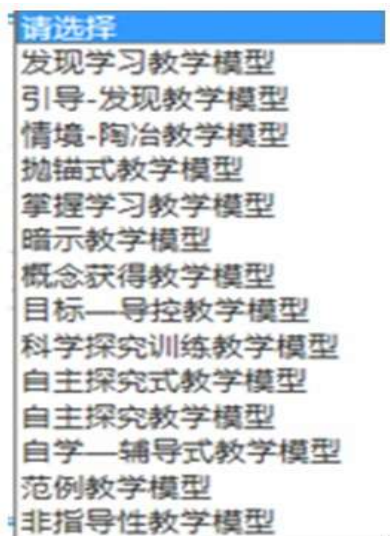 请选择
发现学习教学模型
引导-发现教学模型
情境-陶冶教学模型
抛锚式教学模型
掌握学习教学模型
暗示教学模型
概念获得教学模型
目标—导控教学模型
科学探究训练教学模型
自主探究式教学模型
自主探究教学模型
自学—辅导式教学模型
范例教学模型
非指导性教学模型